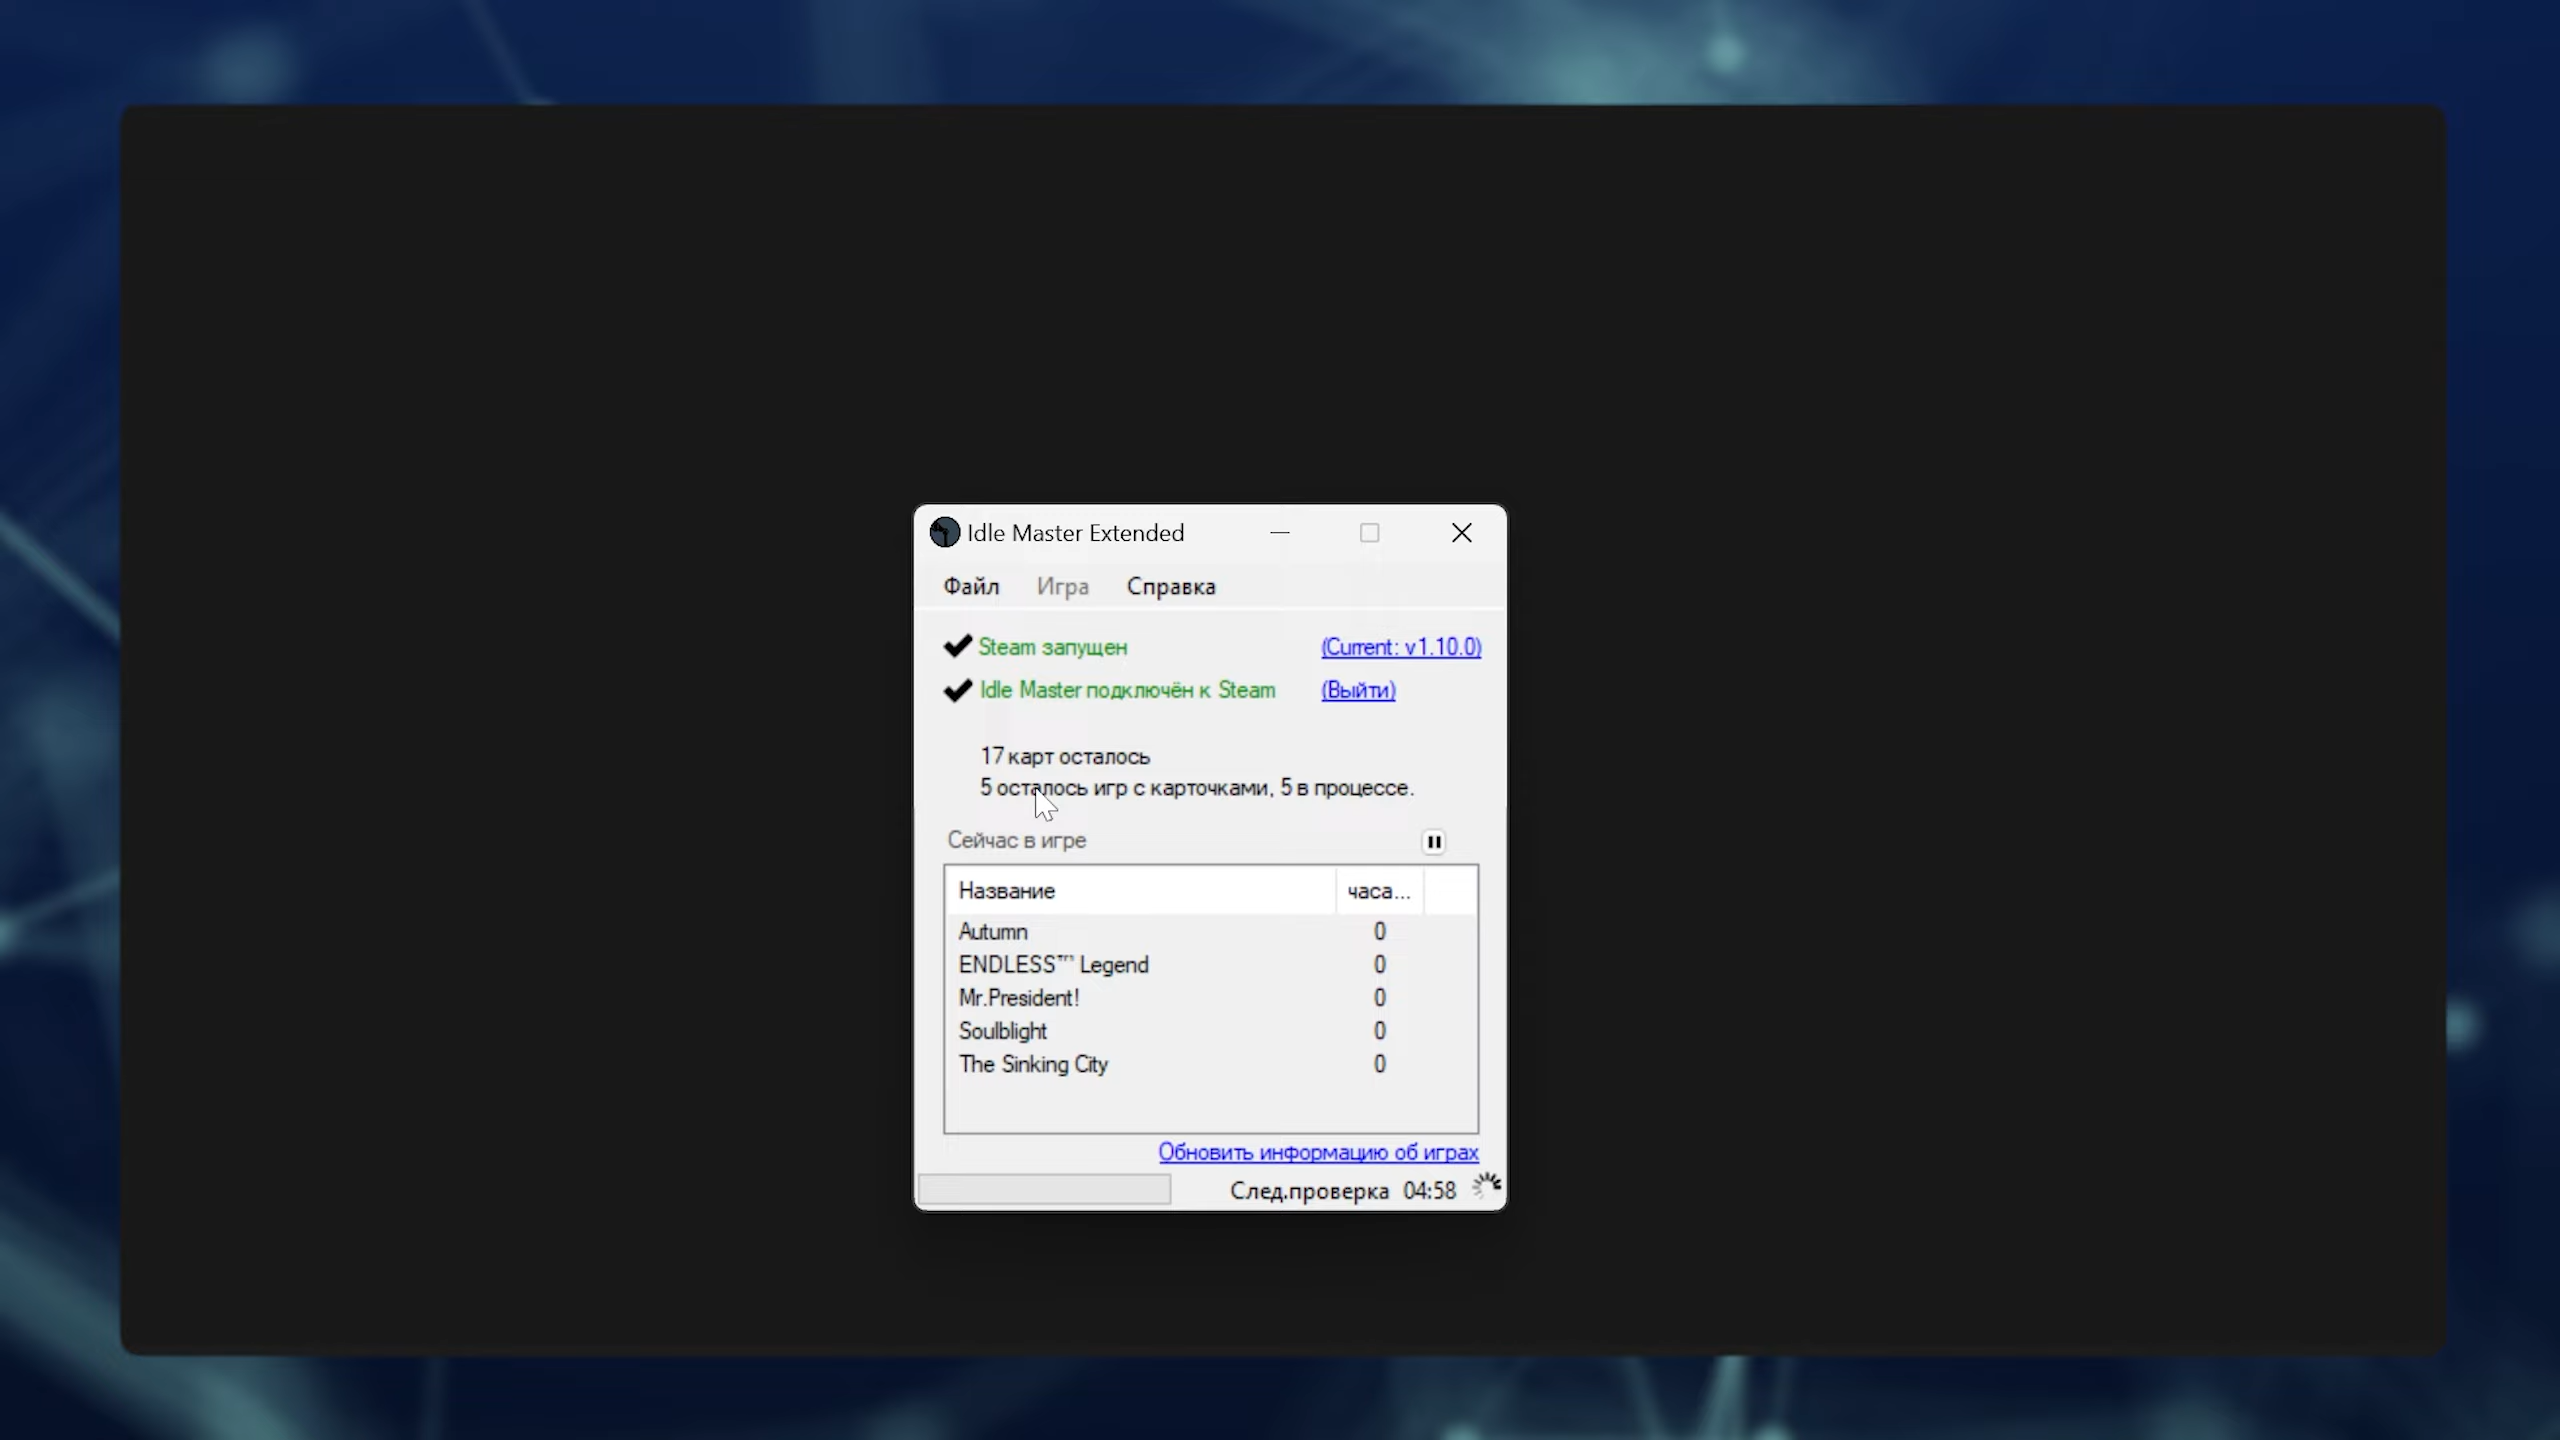 Idle Master Extended
Файл Игра Справка
Steam запущен (Current: v1.10.0)
Idle Master подключён к Steam (Выйти)
17 карт осталось
5 осталось игр с карточками, 5 в процессе.
Сейчас в игре
Название часа...
Autumn 0
ENDLESS™ Legend 0
Mr.President! 0
Soulblight 0
The Sinking City 0
Обновить информацию об играх
След.проверка 04:58